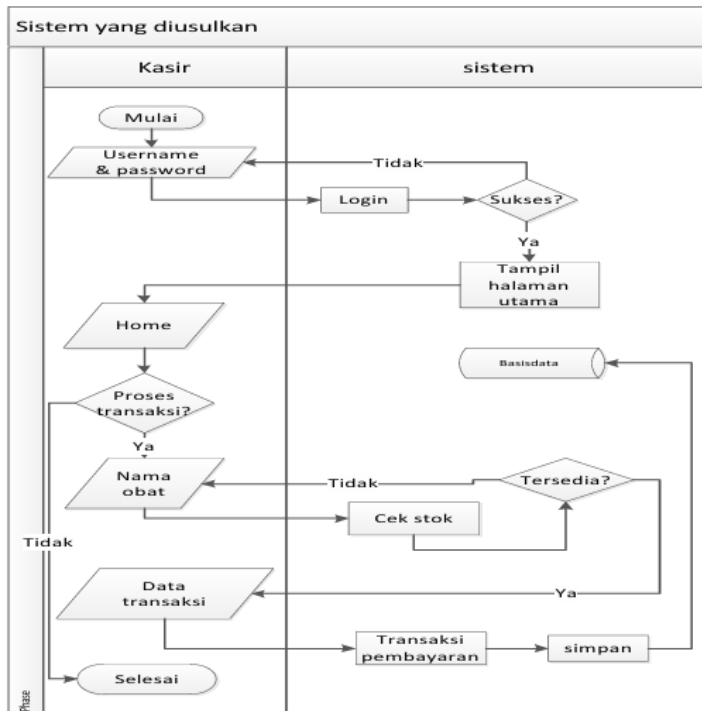 Sistem yang diusulkan
Kasir
sistem
Mulai
Username
& password
Tidak
Login
Sukses?
Ya
Tampil
halaman
utama
Home
Basisdata
Proses
transaksi?
Ya
Nama
obat
Tidak
Tersedia?
Cek stok
Tidak
Data
transaksi
Ya
Transaksi
pembayaran
simpan
Selesai
Phase